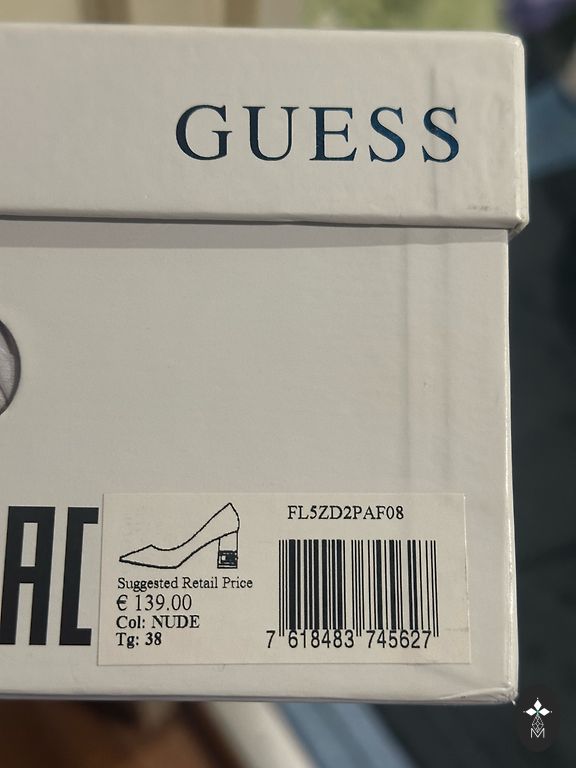 GUESS
FL5ZD2PAF08
Suggested Retail Price
€ 139.00
Col: NUDE
Tg: 38
7 618483 745627